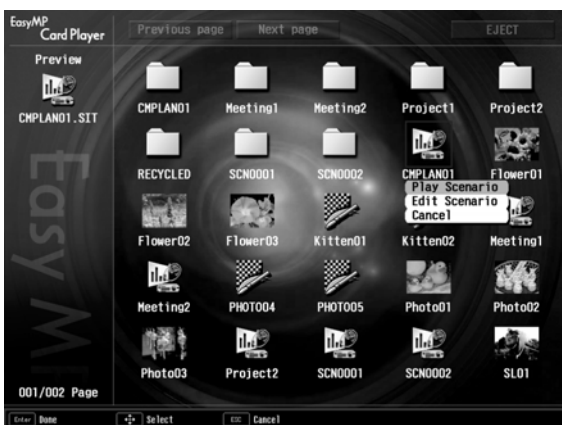 EasyMP
Card Player
Previous page
Next page
EJECT
Preview
CMPLAN01.SIT
CMPLAN01
Meeting1
Meeting2
Project1
Project2
RECYCLED
SCN0001
SCN0002
CMPLAN01
Flower01
Play Scenario
Edit Scenario
Cancel
Flower02
Flower03
Kitten01
Kitten02
Meeting1
Meeting2
PHOTO04
PHOTO05
Photo01
Photo02
Photo03
Project2
SCN0001
SCN0002
SL01
Easy M
001/002 Page
Enter Done
Select
ESC Cancel